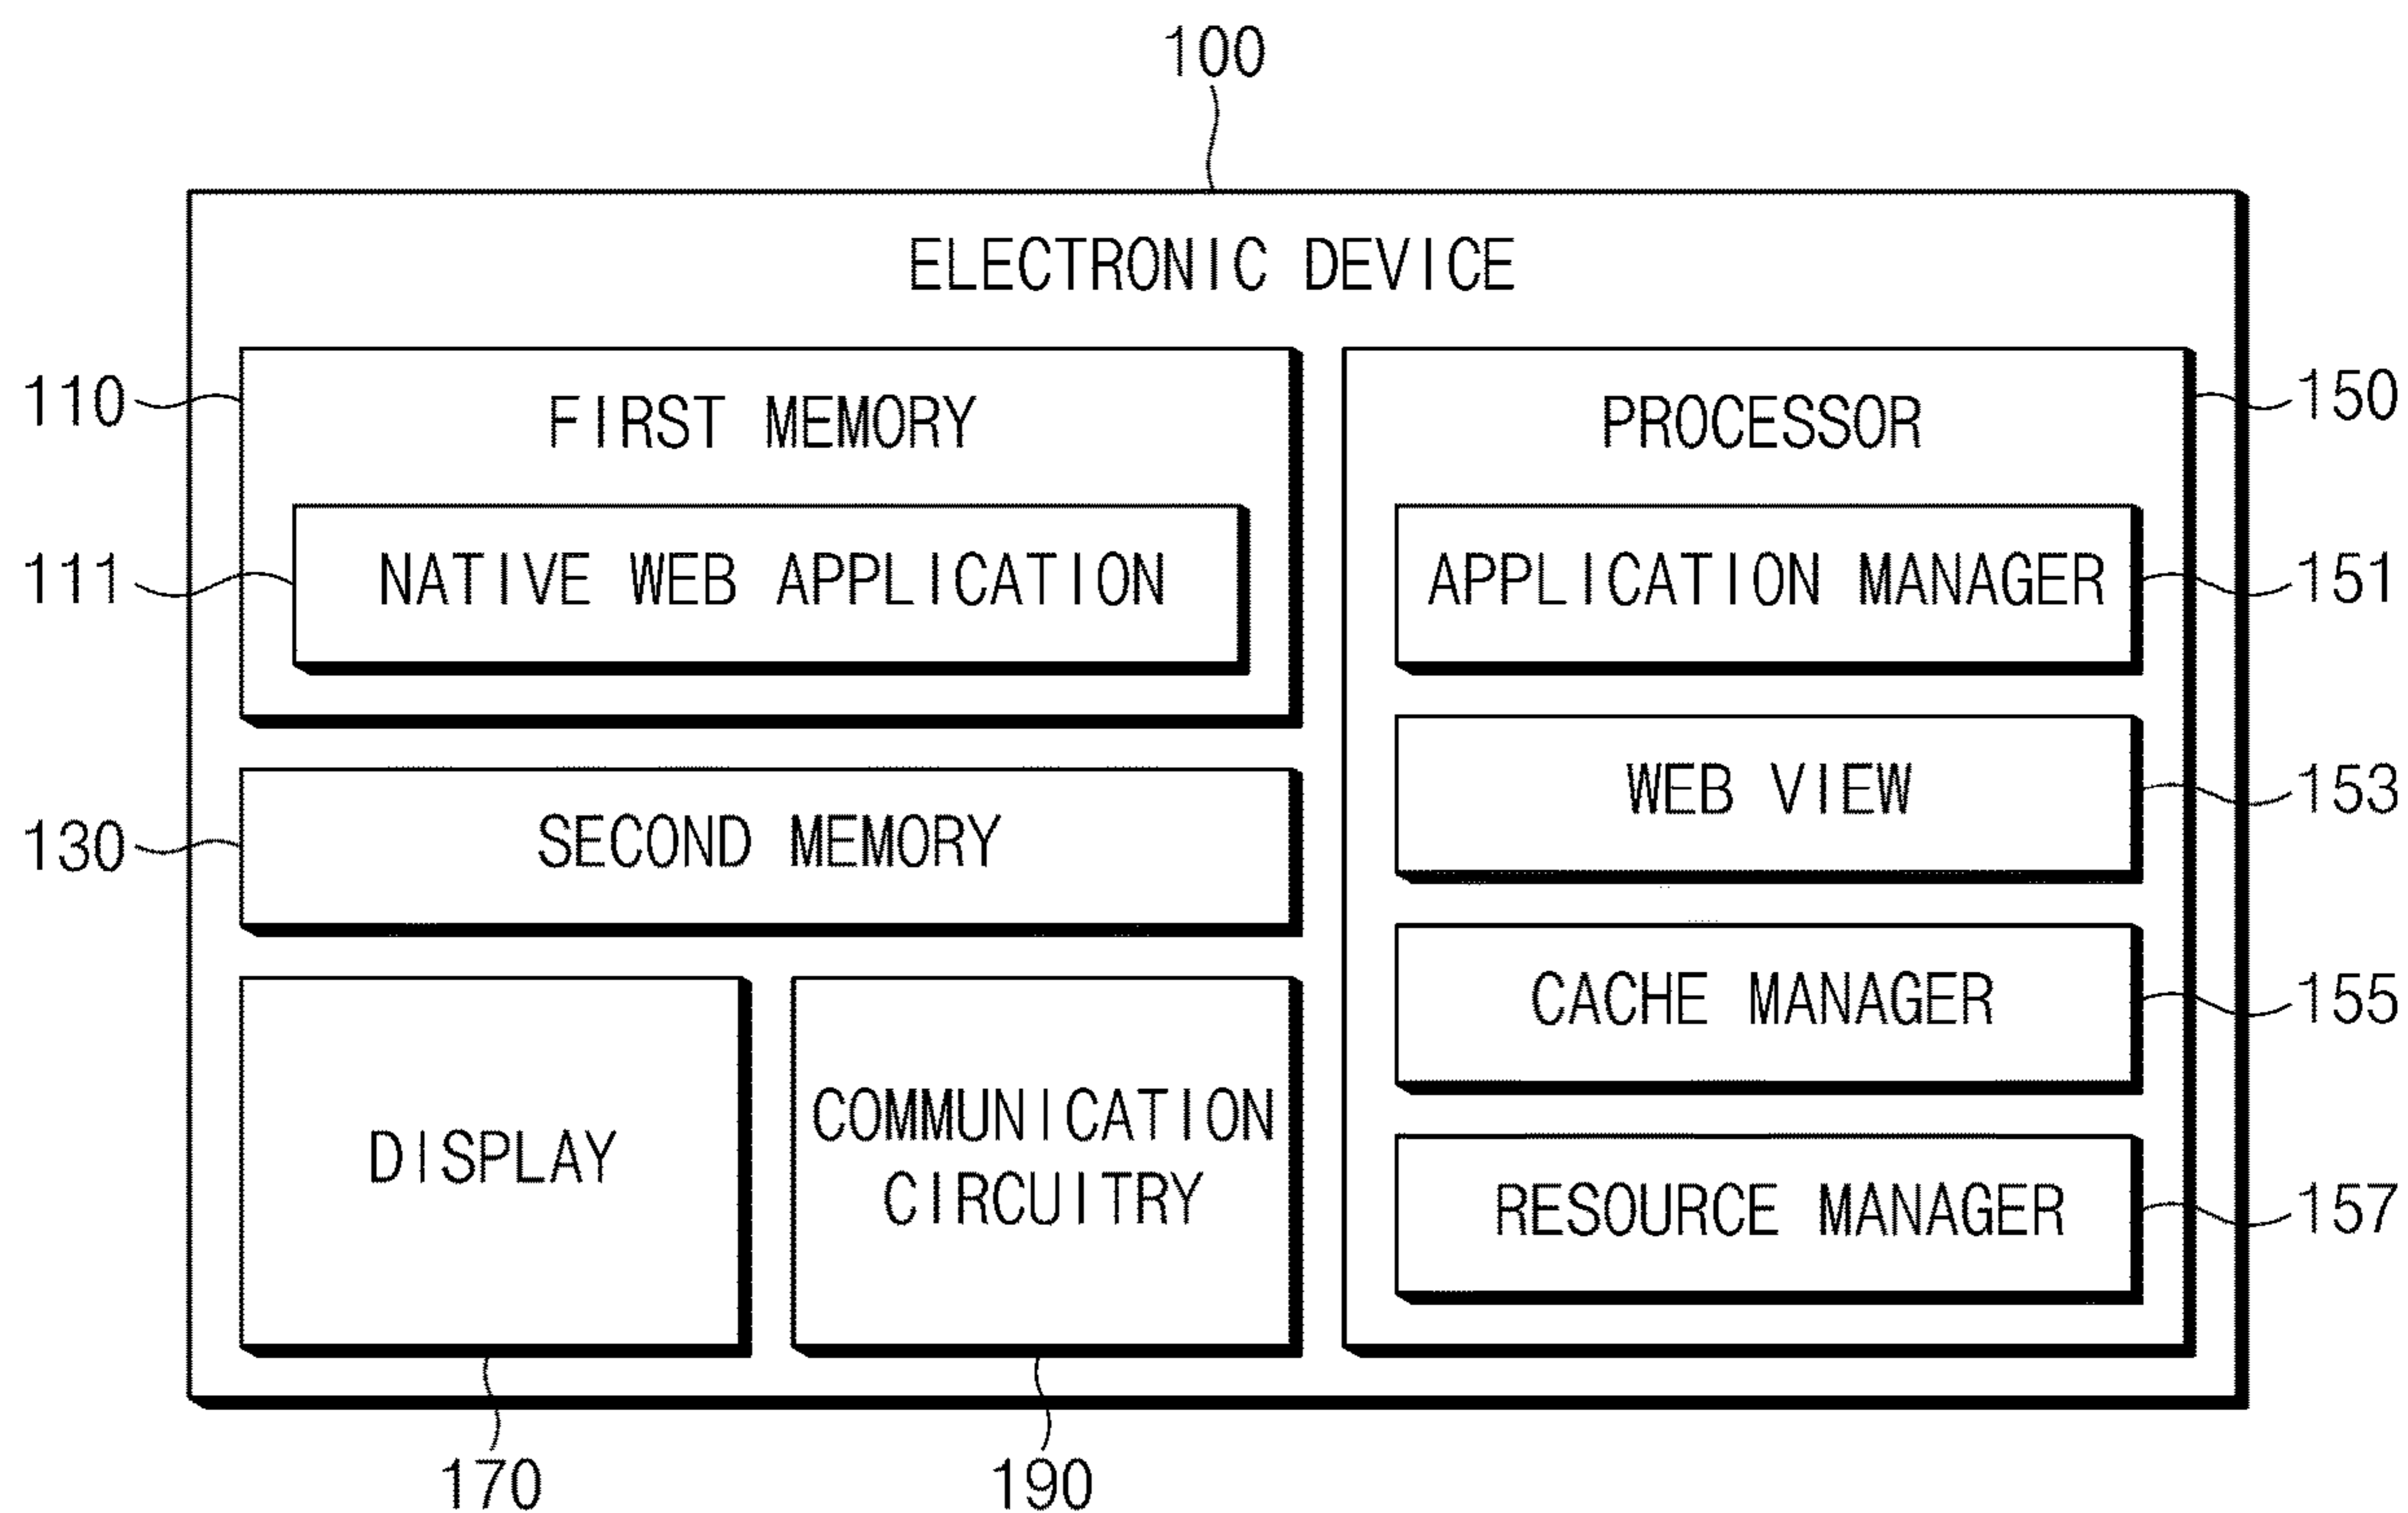 100
ELECTRONIC DEVICE
110
FIRST MEMORY
111
NATIVE WEB APPLICATION
130
SECOND MEMORY
DISPLAY
170
COMMUNICATION
CIRCUITRY
190
PROCESSOR
150
APPLICATION MANAGER
151
WEB VIEW
153
CACHE MANAGER
155
RESOURCE MANAGER
157